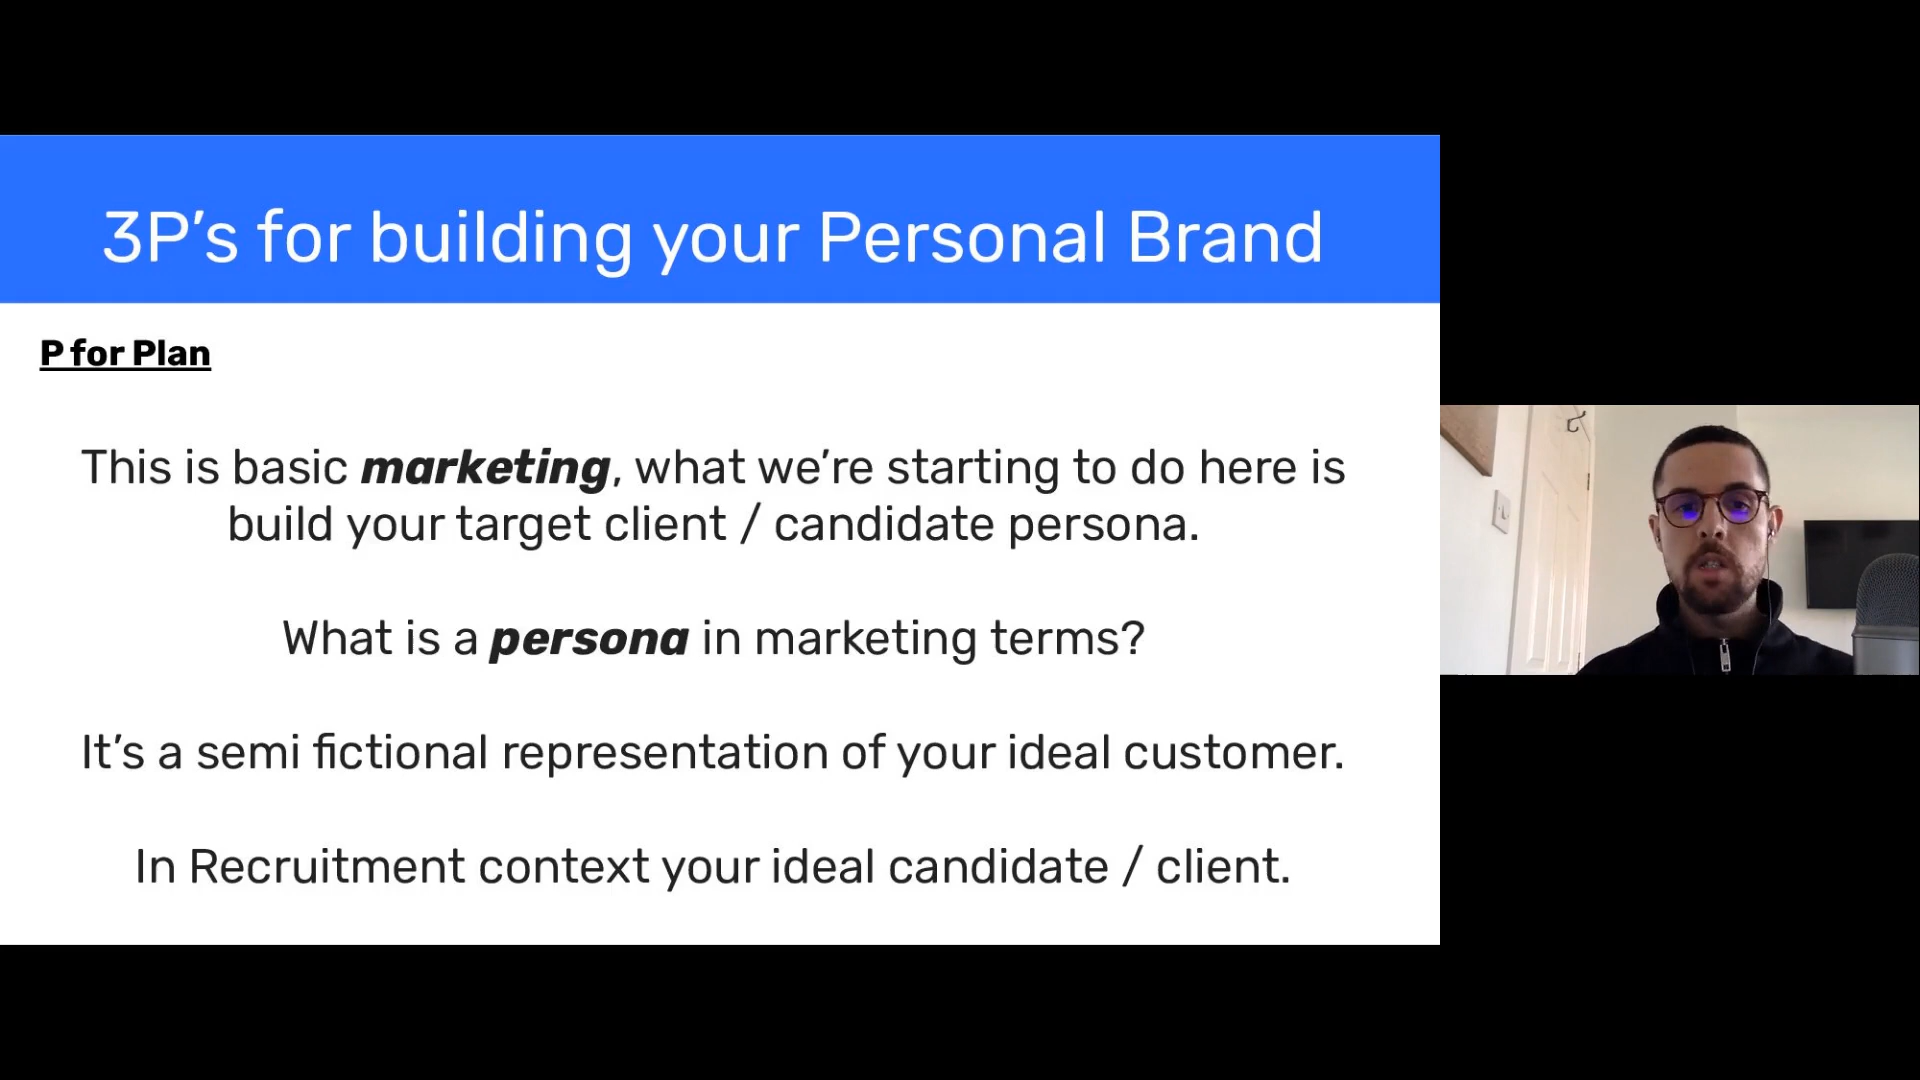 3P’s for building your Personal Brand
P for Plan
This is basic marketing, what we’re starting to do here is
build your target client / candidate persona.
What is a persona in marketing terms?
It’s a semi fictional representation of your ideal customer.
In Recruitment context your ideal candidate / client.